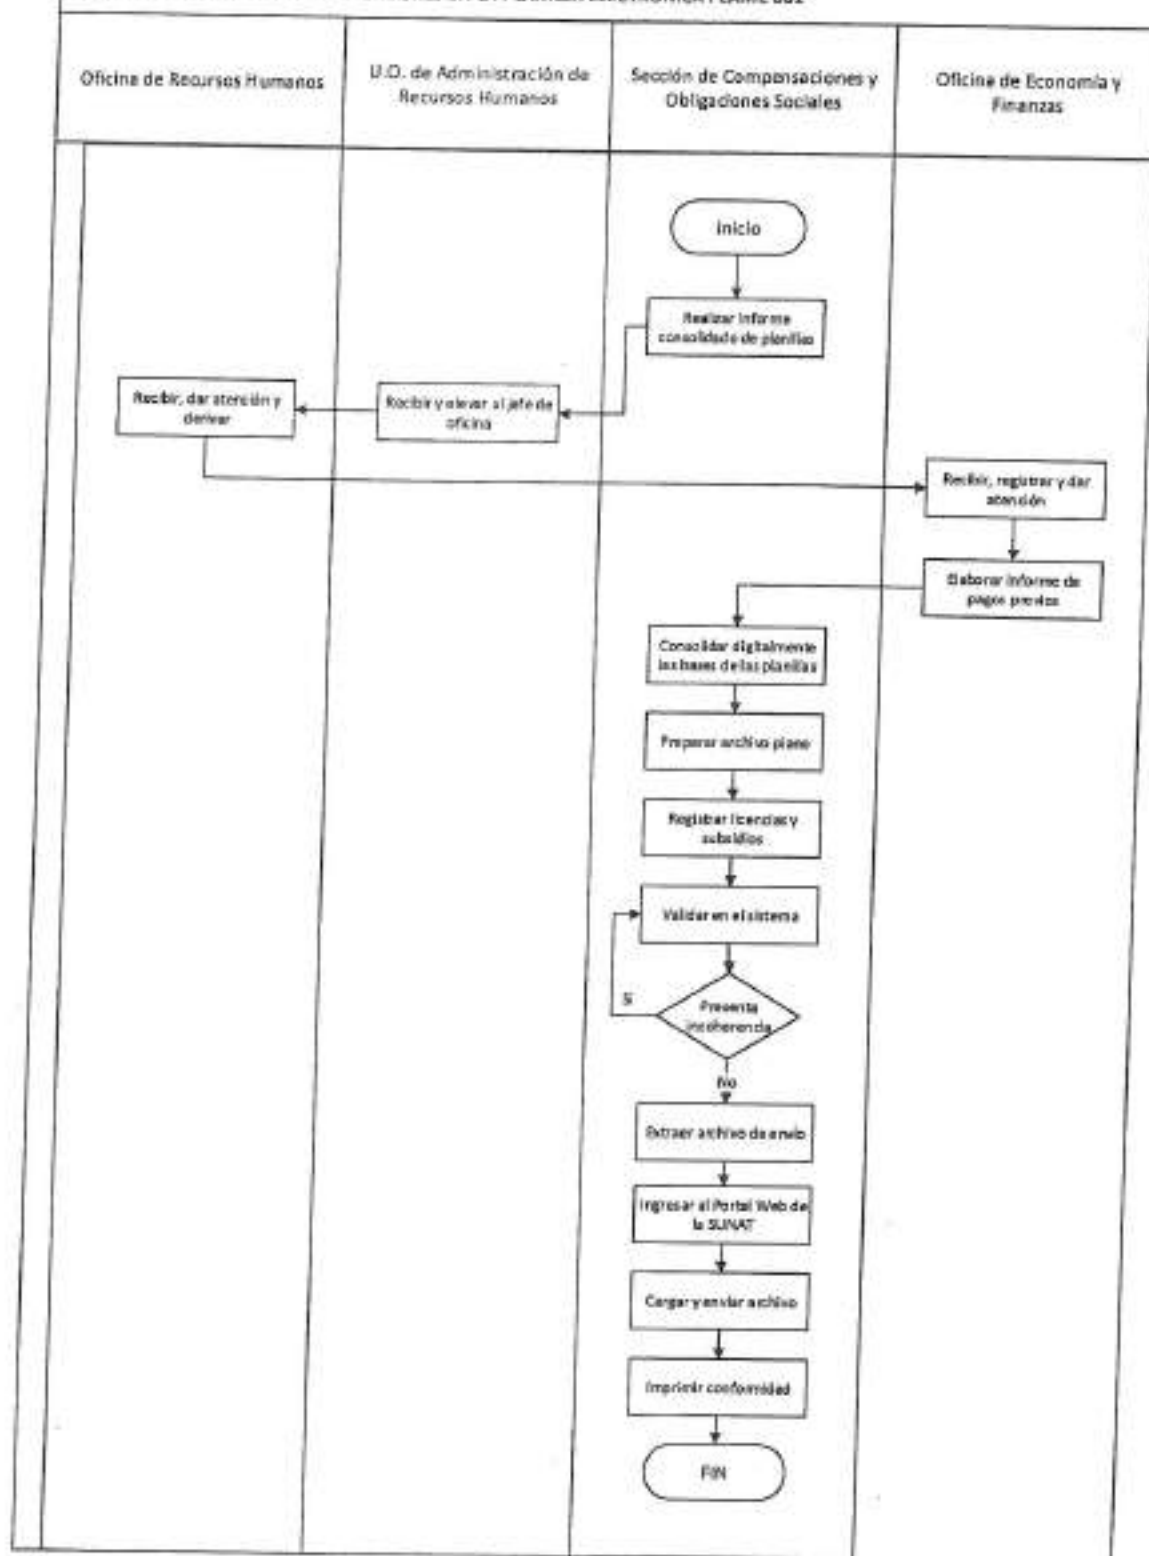 Oficina de Recursos Humanos
U.O. de Administración de
Recursos Humanos
Sección de Compensaciones y
Obligaciones Sociales
Oficina de Economía y
Finanzas
Inicio
Realizar Informe
consolidado de planillas
Recibir, dar atención y
derivar
Recibir y elevar al jefe de
oficina
Recibir, registrar y dar
atención
Elaborar informe de
pagos previos
Consolidar digitalmente
las bases de las planillas
Preparar archivo plano
Registrar licencias y
subsidios
Validar en el sistema
Si
Presenta
incoherencia
No
Extraer archivo de envío
Ingresar al Portal Web de
la SUNAT
Cargar y enviar archivo
Imprimir conformidad
FIN